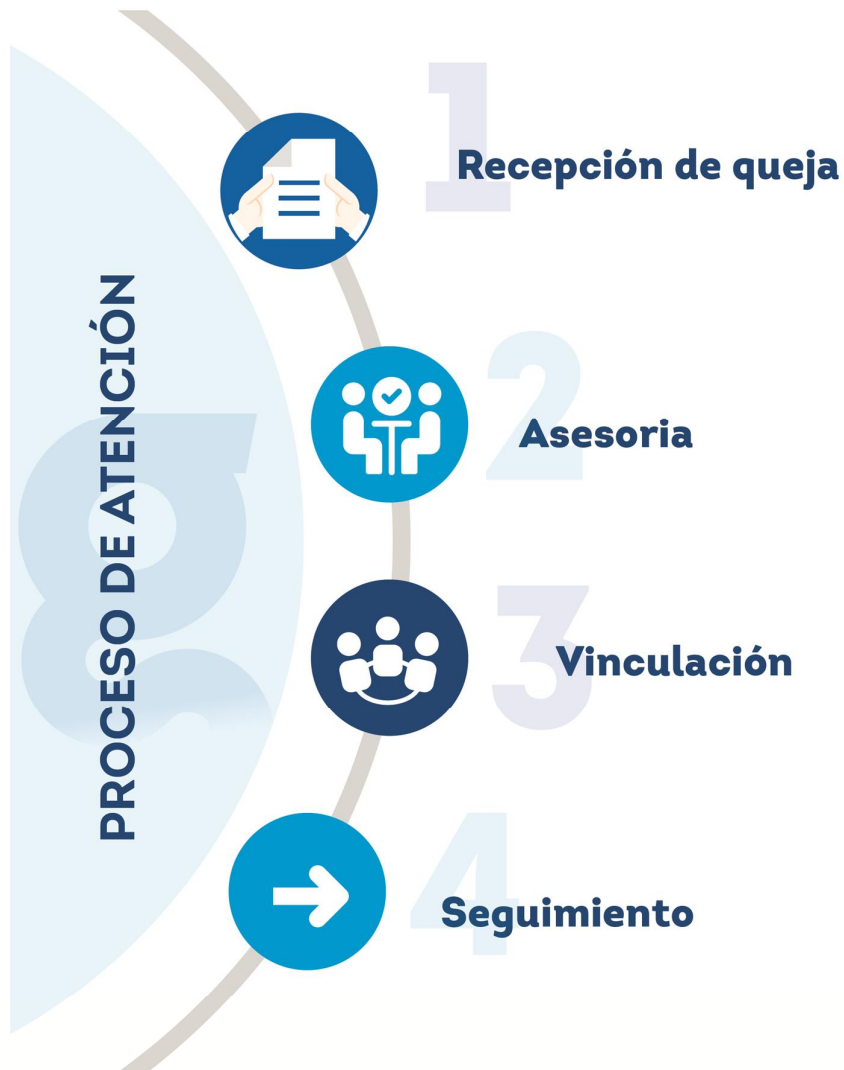 PROCESO DE ATENCIÓN
g
1
Recepción de queja
2
Asesoria
3
Vinculación
4
Seguimiento